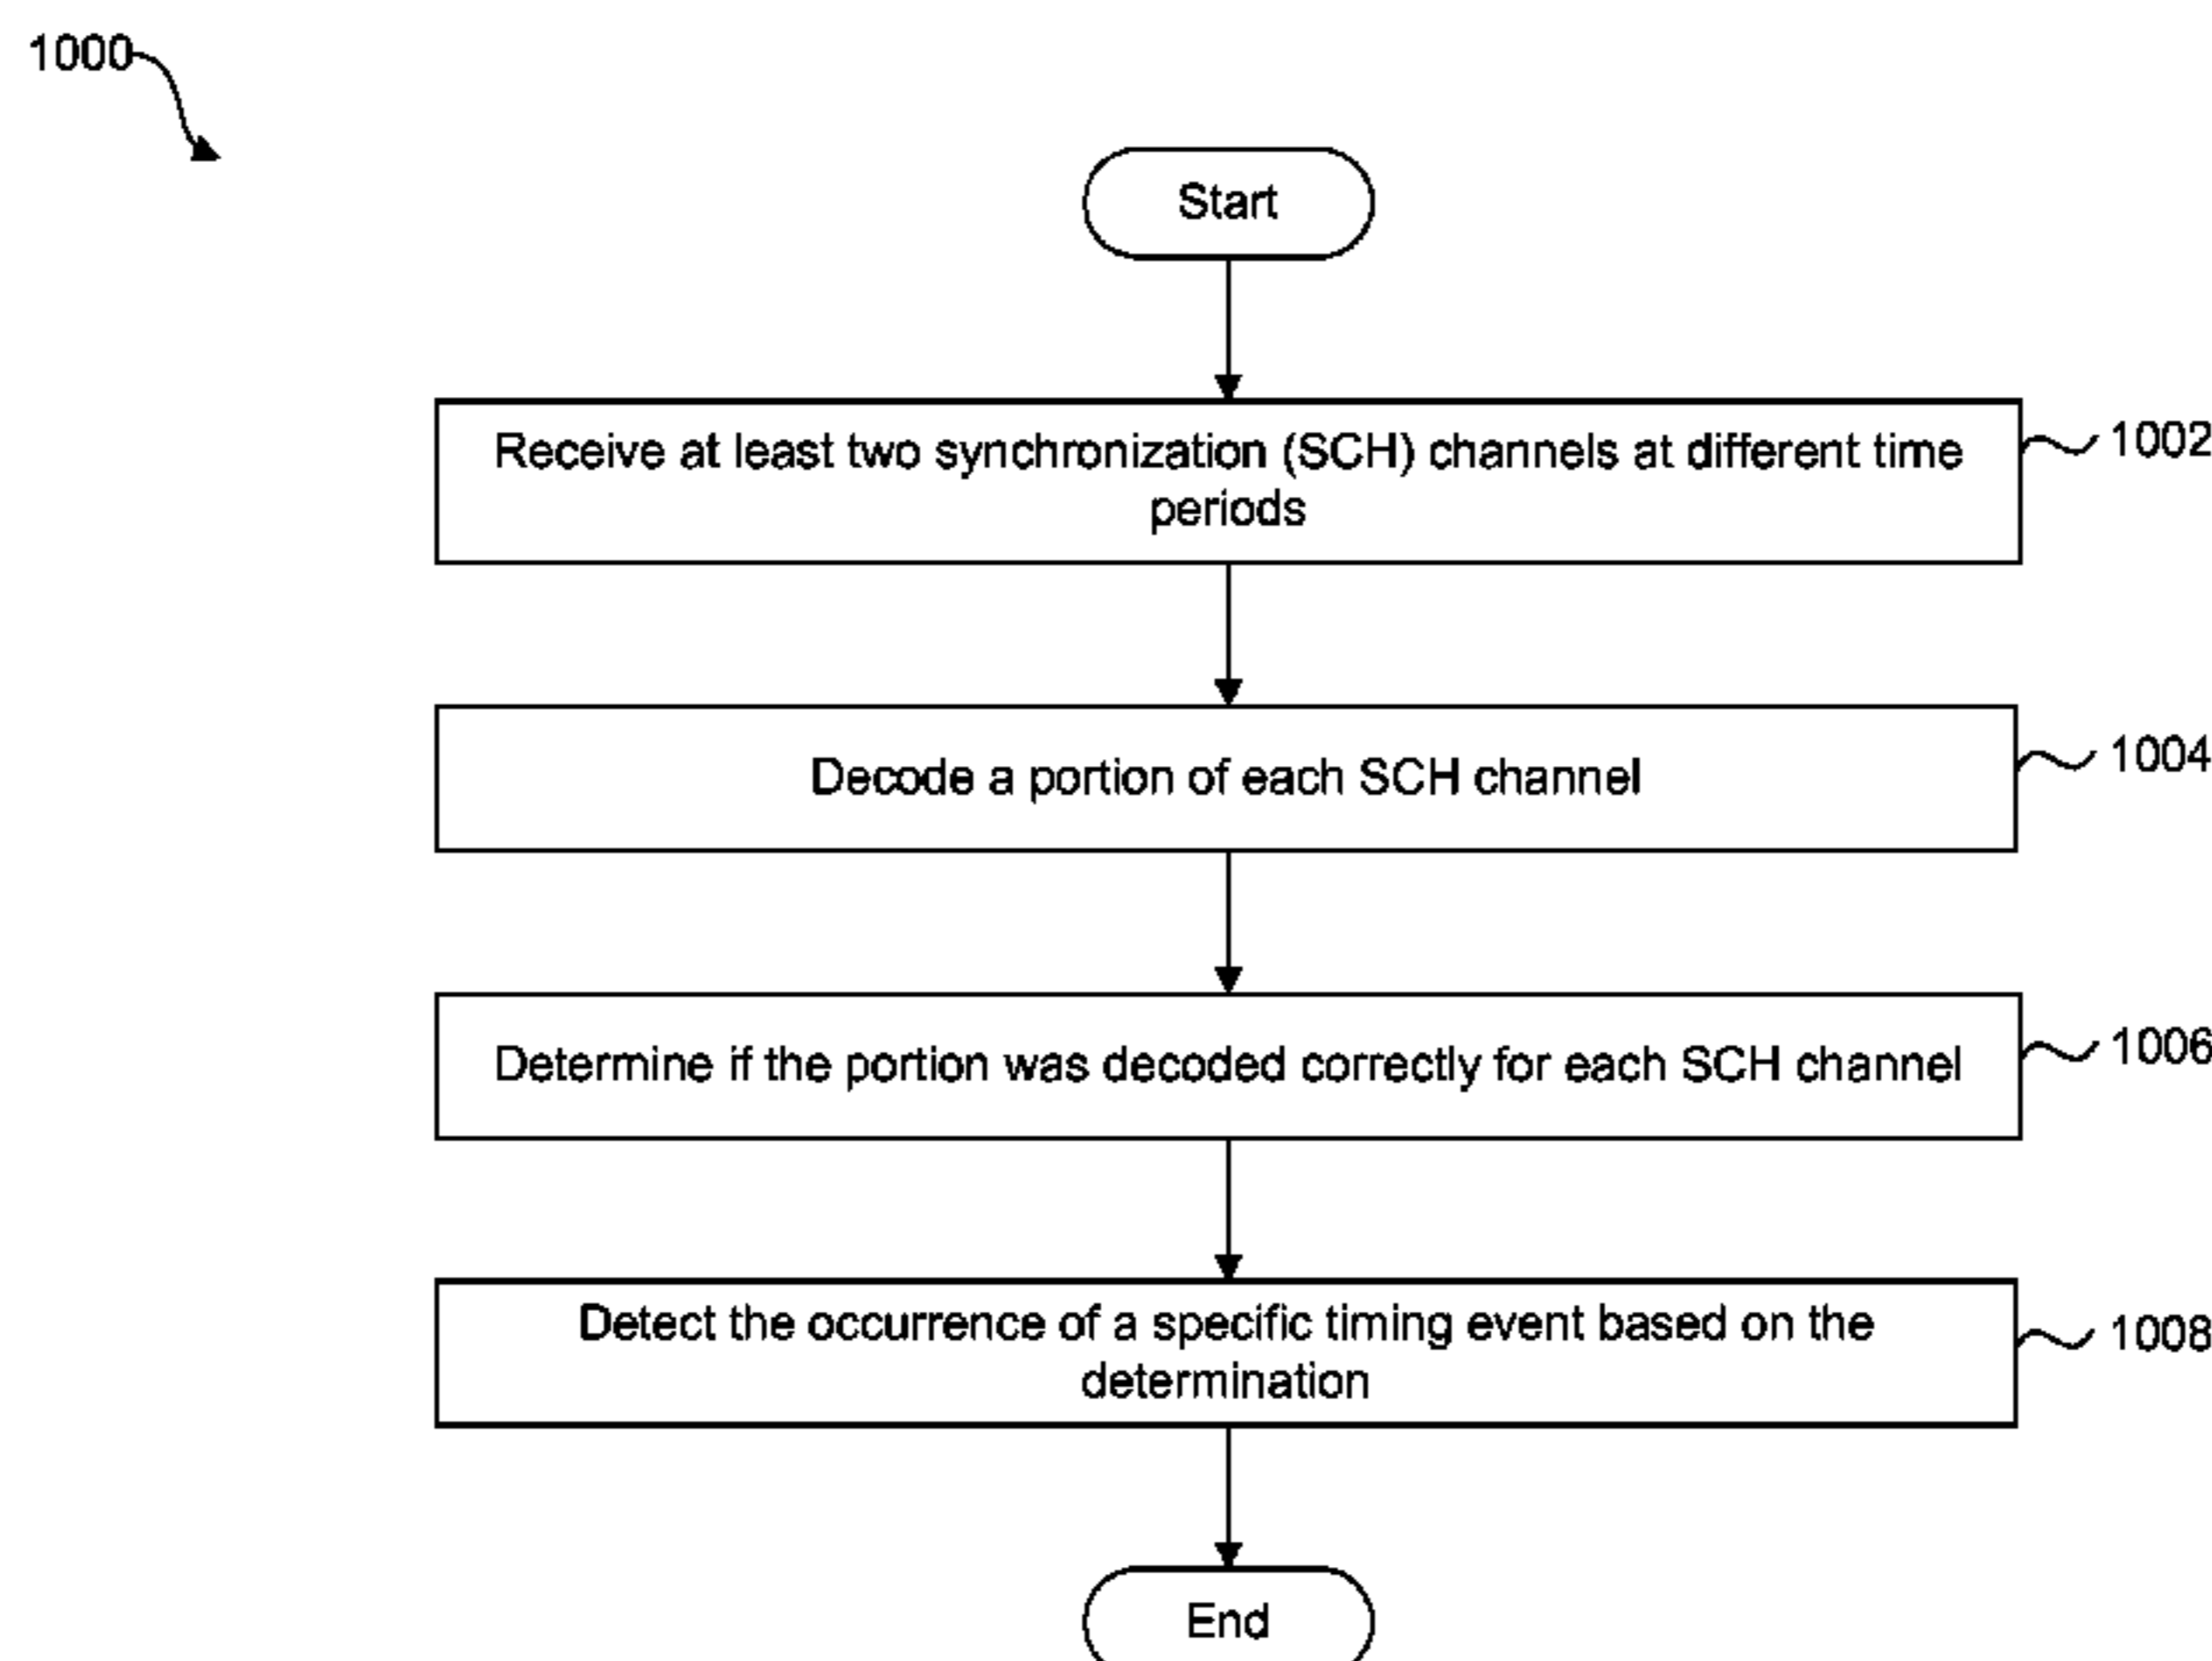 1000
Start
Receive at least two synchronization (SCH) channels at different time
periods
1002
Decode a portion of each SCH channel
1004
Determine if the portion was decoded correctly for each SCH channel
1006
Detect the occurrence of a specific timing event based on the
determination
1008
End